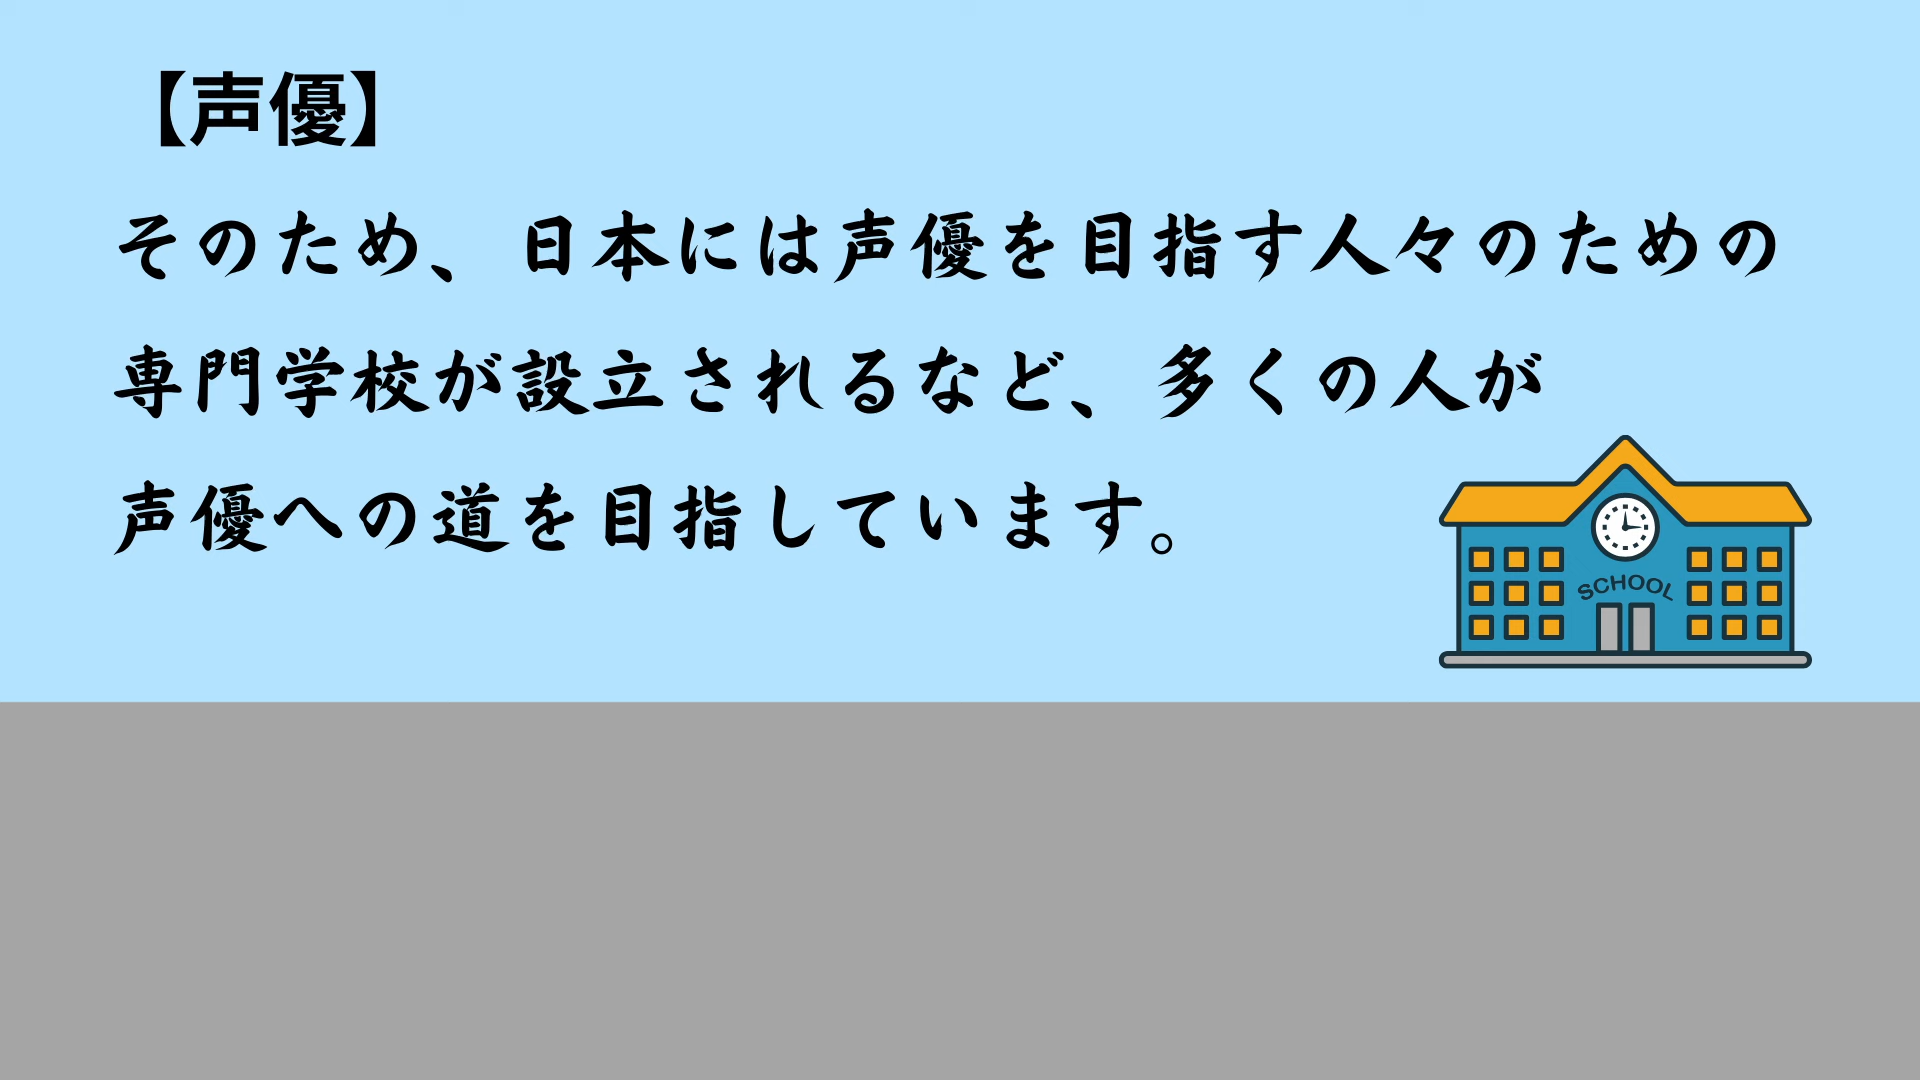 【声優】
そのため、日本には声優を目指す人々のための
専門学校が設立されるなど、多くの人が
声優への道を目指しています。
SCHOOL